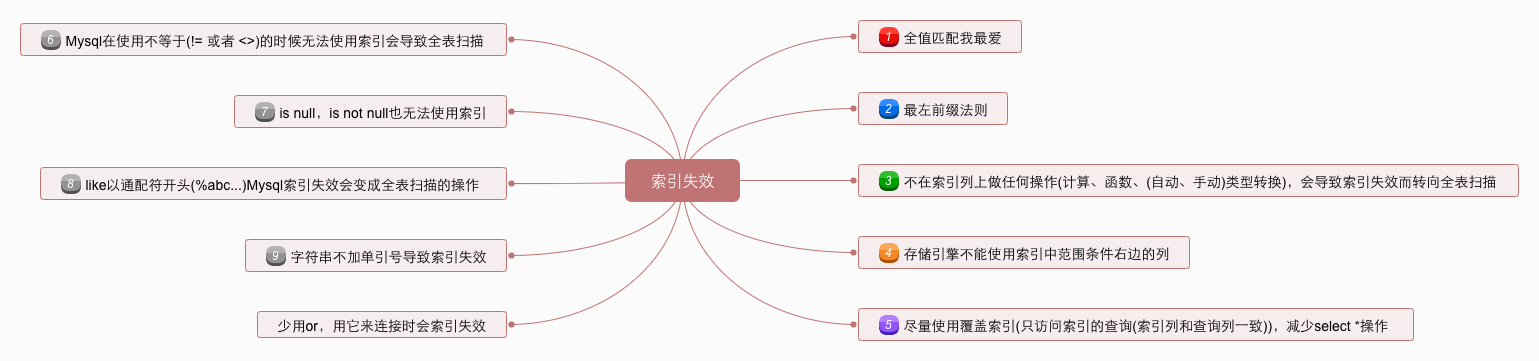 索引失效
1 全值匹配我最爱
2 最左前缀法则
3 不在索引列上做任何操作(计算、函数、(自动、手动)类型转换)，会导致索引失效而转向全表扫描
4 存储引擎不能使用索引中范围条件右边的列
5 尽量使用覆盖索引(只访问索引的查询(索引列和查询列一致))，减少select *操作
6 Mysql在使用不等于(!= 或者 <>)的时候无法使用索引会导致全表扫描
7 is null，is not null也无法使用索引
8 like以通配符开头(%abc...)Mysql索引失效会变成全表扫描的操作
9 字符串不加单引号导致索引失效
少用or，用它来连接时会索引失效